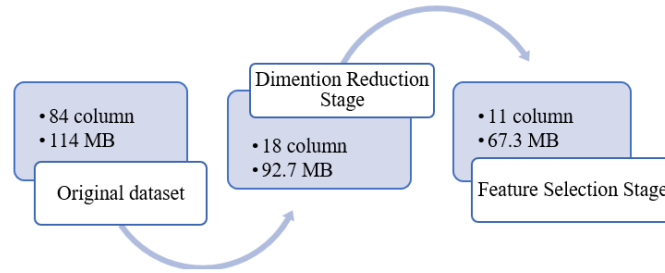 • 84 column
• 114 MB
Original dataset
Dimention Reduction
Stage
• 18 column
• 92.7 MB
• 11 column
• 67.3 MB
Feature Selection Stage